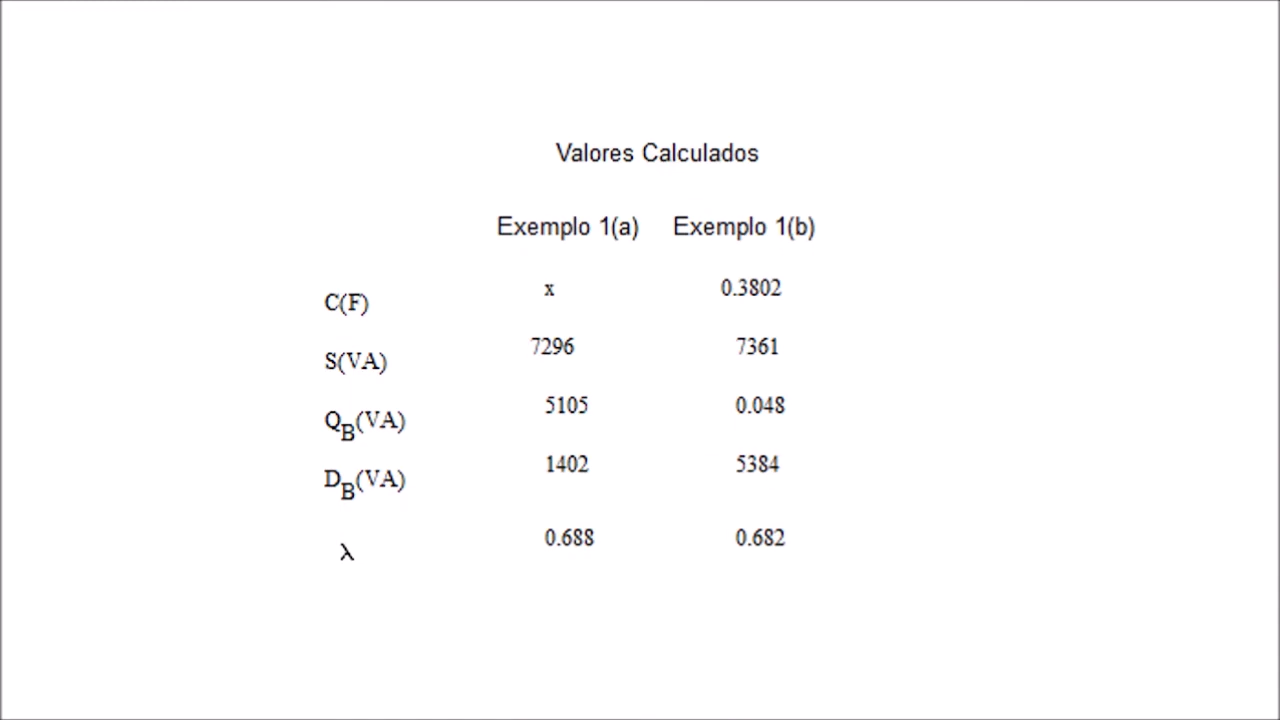 Valores Calculados
Exemplo 1(a) Exemplo 1(b)
C(F) x 0.3802
S(VA) 7296 7361
QB(VA) 5105 0.048
DB(VA) 1402 5384
λ 0.688 0.682